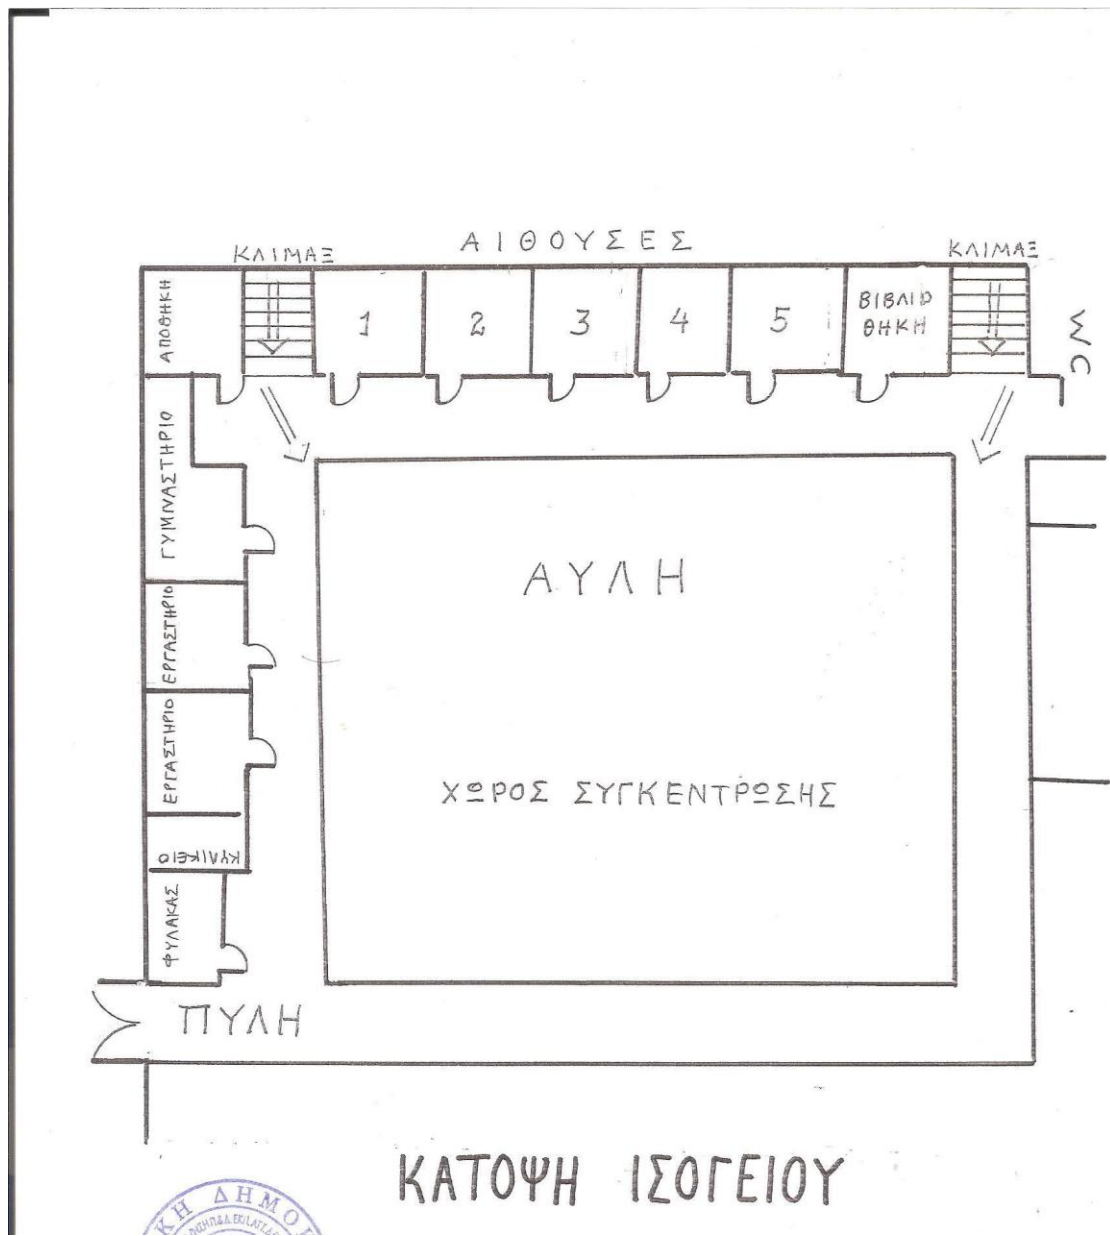 ΑΙΘΟΥΣΕΣ
ΚΛΙΜΑΞ
ΚΛΙΜΑΞ
ΑΠΟΘΗΚΗ
1
2
3
4
5
ΒΙΒΛΙΟ
ΘΗΚΗ
WC
ΓΥΜΝΑΣΤΗΡΙΟ
ΑΥΛΗ
ΕΡΓΑΣΤΗΡΙΟ
ΕΡΓΑΣΤΗΡΙΟ
ΧΩΡΟΣ ΣΥΓΚΕΝΤΡΩΣΗΣ
ΚΥΛΙΚΕΙΟ
ΦΥΛΑΚΑΣ
ΠΥΛΗ
ΚΑΤΟΨΗ ΙΣΟΓΕΙΟΥ